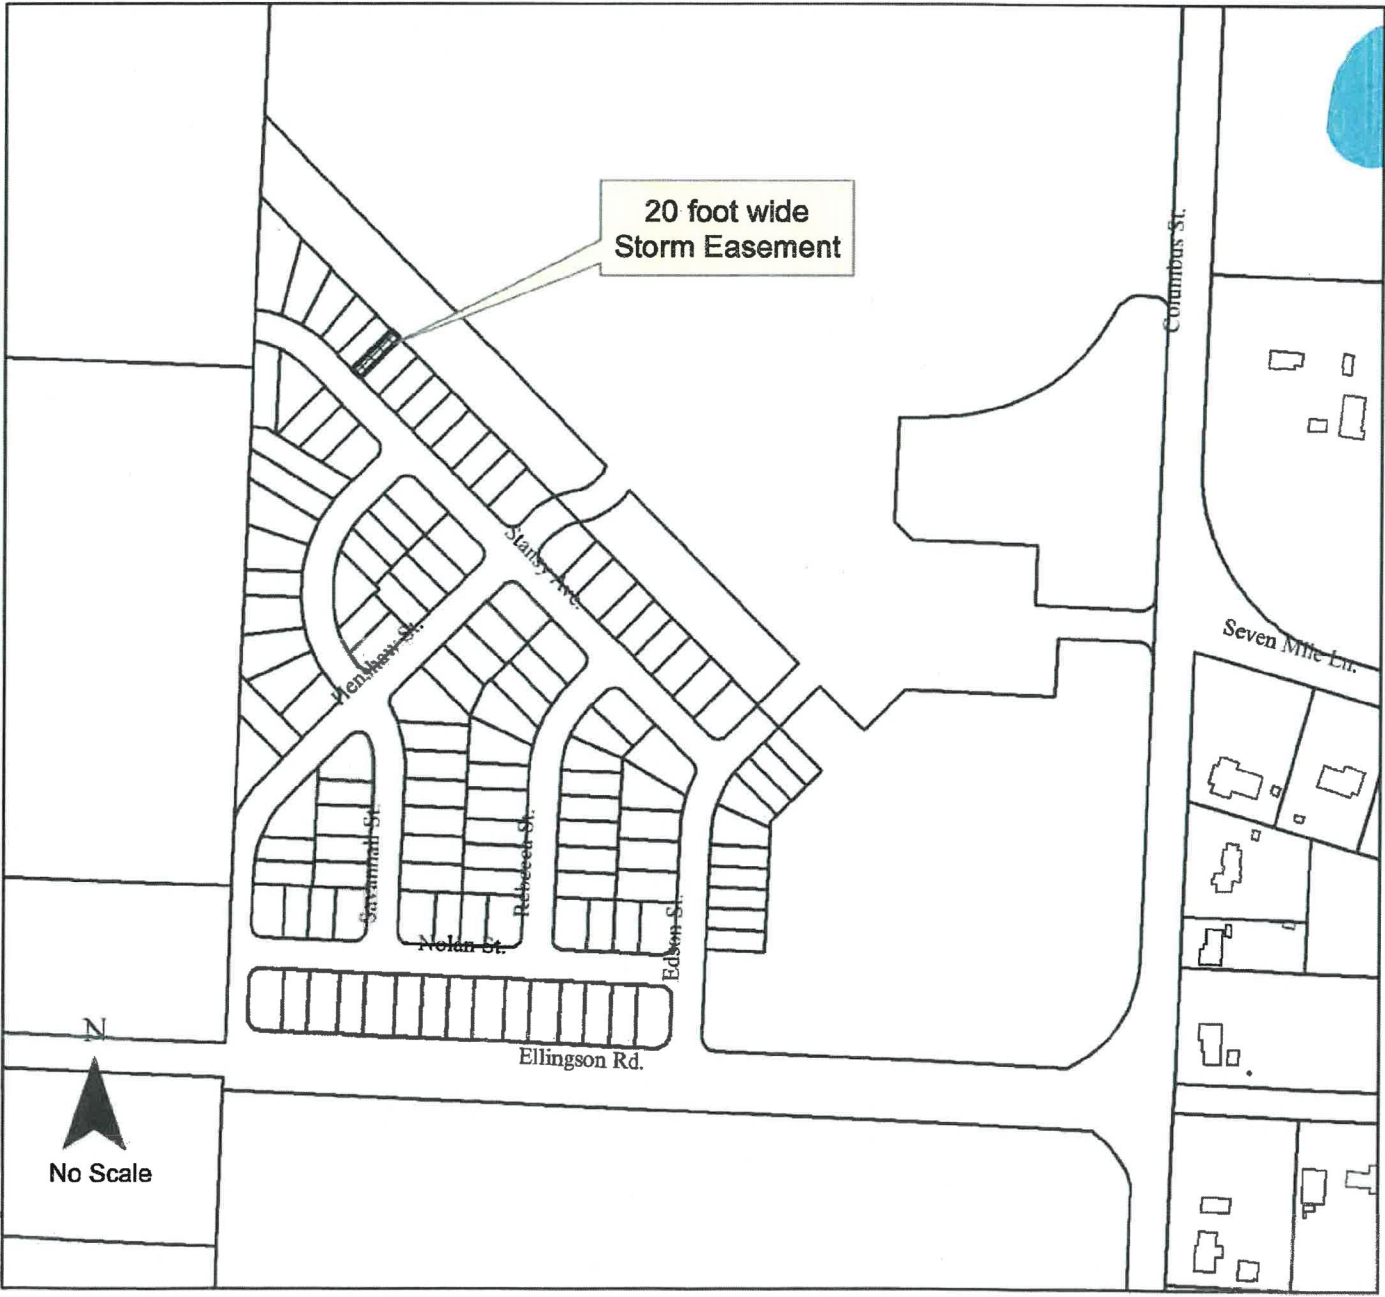 20 foot wide
Storm Easement
Columbus St.
Stansy Ave.
Seven Mile Ln.
Henshaw St.
Savannah St.
Rebecca St.
Edson St.
Nolan St.
Ellingson Rd.
N
No Scale